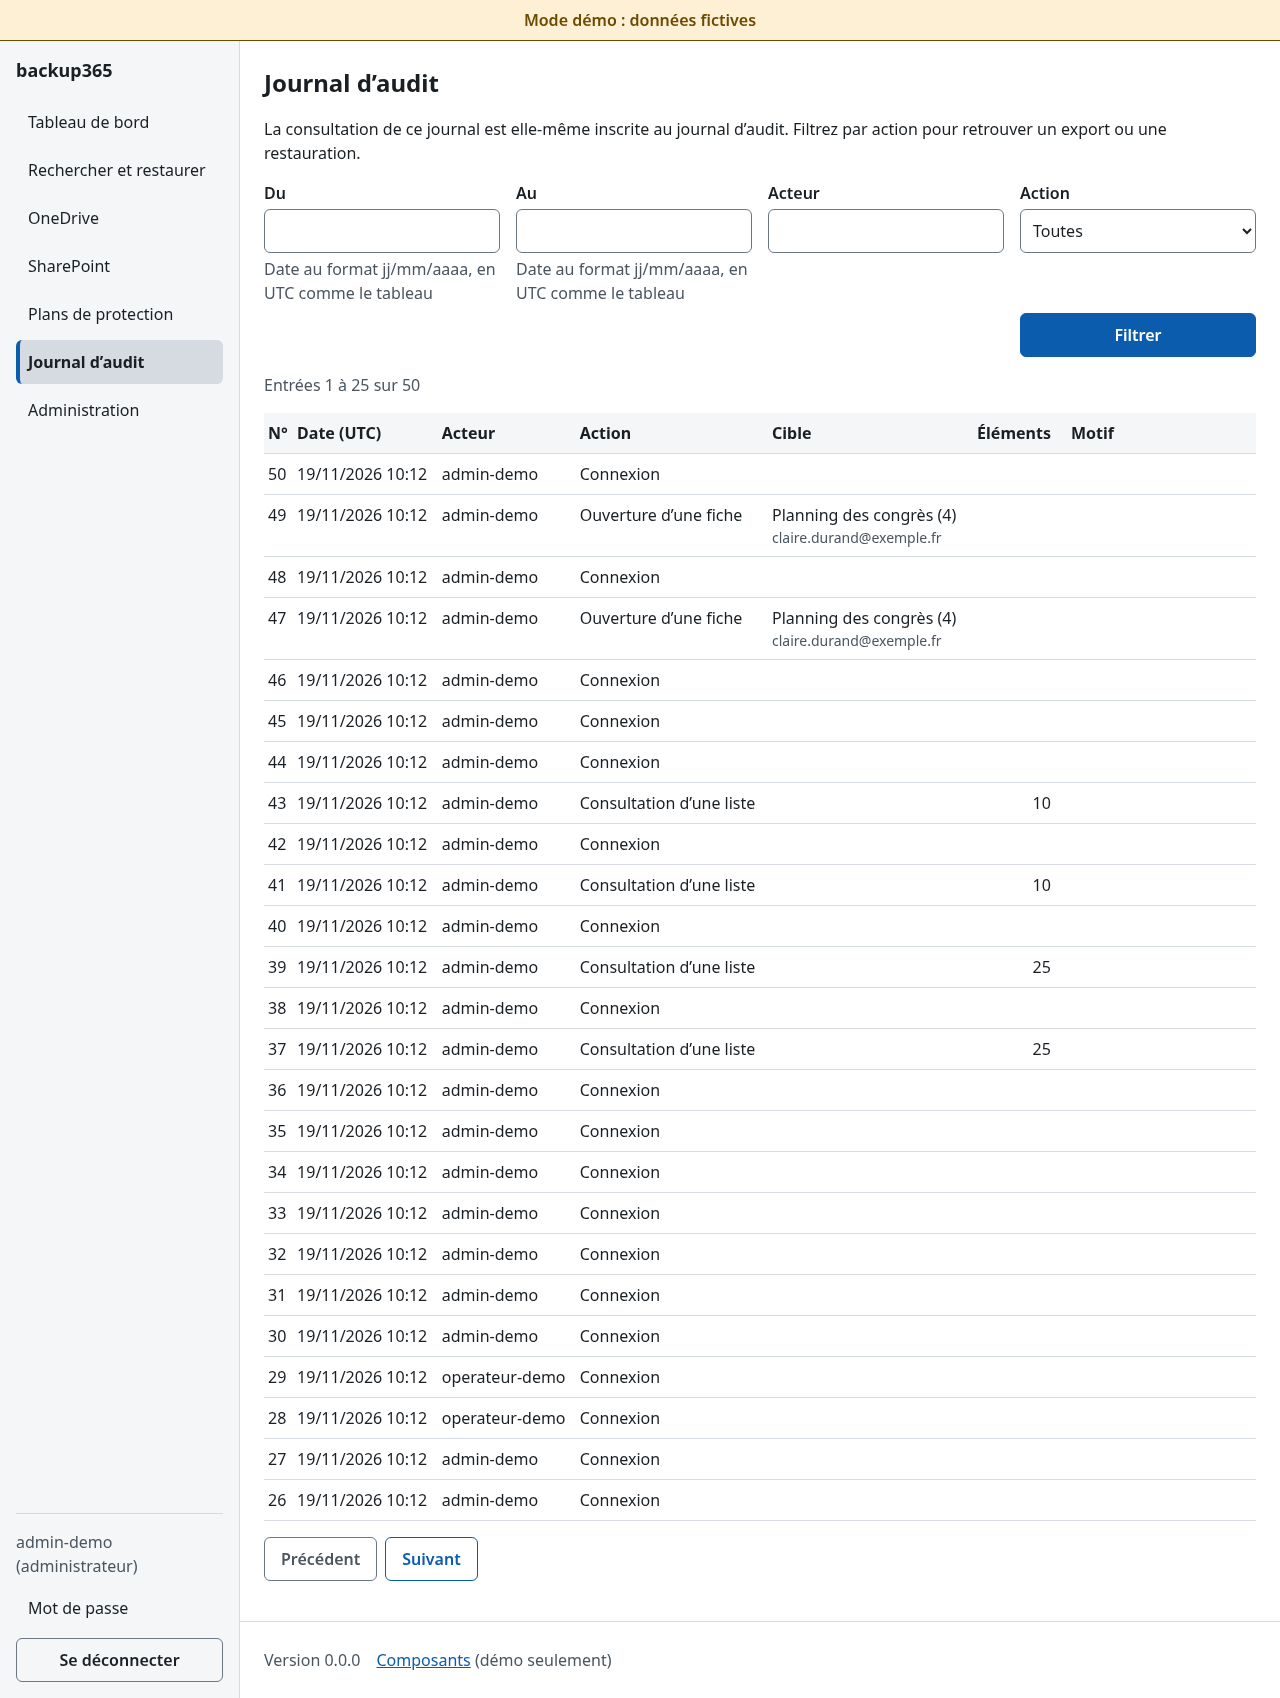 Mode démo : données fictives
backup365
Tableau de bord
Rechercher et restaurer
OneDrive
SharePoint
Plans de protection
Journal d’audit
Administration
admin-demo
(administrateur)
Mot de passe
Se déconnecter
Journal d’audit
La consultation de ce journal est elle-même inscrite au journal d’audit. Filtrez par action pour retrouver un export ou une
restauration.
Du Au Acteur Action
Toutes
Date au format jj/mm/aaaa, en Date au format jj/mm/aaaa, en
UTC comme le tableau UTC comme le tableau
Filtrer
Entrées 1 à 25 sur 50
N° Date (UTC) Acteur Action Cible Éléments Motif
50 19/11/2026 10:12 admin-demo Connexion
49 19/11/2026 10:12 admin-demo Ouverture d’une fiche Planning des congrès (4)
claire.durand@exemple.fr
48 19/11/2026 10:12 admin-demo Connexion
47 19/11/2026 10:12 admin-demo Ouverture d’une fiche Planning des congrès (4)
claire.durand@exemple.fr
46 19/11/2026 10:12 admin-demo Connexion
45 19/11/2026 10:12 admin-demo Connexion
44 19/11/2026 10:12 admin-demo Connexion
43 19/11/2026 10:12 admin-demo Consultation d’une liste 10
42 19/11/2026 10:12 admin-demo Connexion
41 19/11/2026 10:12 admin-demo Consultation d’une liste 10
40 19/11/2026 10:12 admin-demo Connexion
39 19/11/2026 10:12 admin-demo Consultation d’une liste 25
38 19/11/2026 10:12 admin-demo Connexion
37 19/11/2026 10:12 admin-demo Consultation d’une liste 25
36 19/11/2026 10:12 admin-demo Connexion
35 19/11/2026 10:12 admin-demo Connexion
34 19/11/2026 10:12 admin-demo Connexion
33 19/11/2026 10:12 admin-demo Connexion
32 19/11/2026 10:12 admin-demo Connexion
31 19/11/2026 10:12 admin-demo Connexion
30 19/11/2026 10:12 admin-demo Connexion
29 19/11/2026 10:12 operateur-demo Connexion
28 19/11/2026 10:12 operateur-demo Connexion
27 19/11/2026 10:12 admin-demo Connexion
26 19/11/2026 10:12 admin-demo Connexion
Précédent Suivant
Version 0.0.0 Composants (démo seulement)